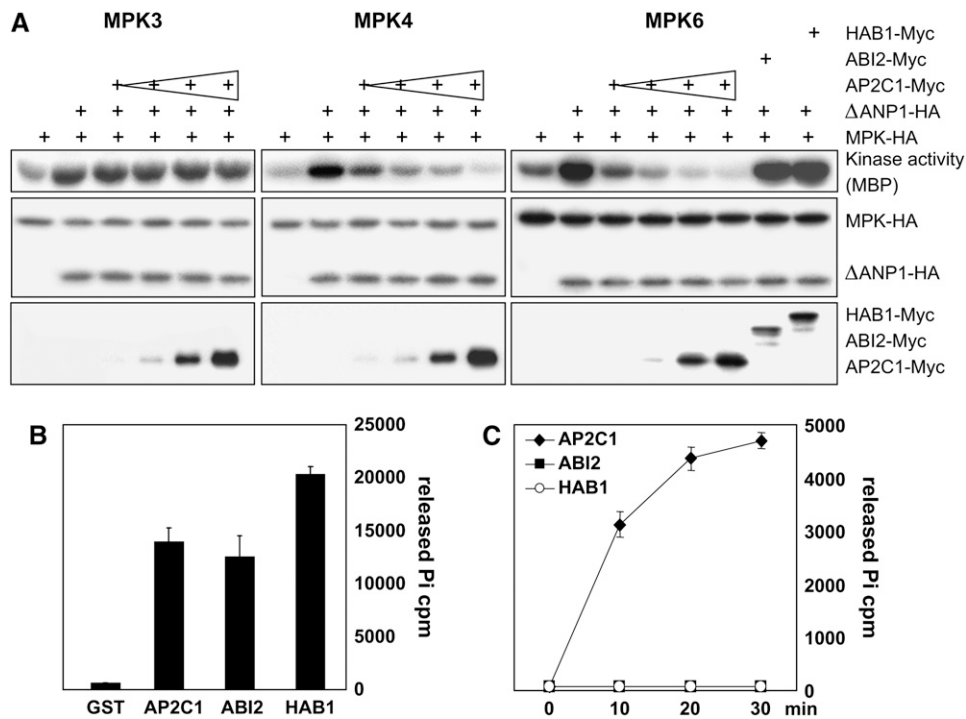 A
MPK3 MPK4 MPK6
+ HAB1-Myc
+ ABI2-Myc
+ + + + + + + + + + + + AP2C1-Myc
+ + + + + + + + + + + + + + + + + ΔANP1-HA
+ + + + + + + + + + + + + + + + + + + + MPK-HA
Kinase activity
(MBP)
MPK-HA
ΔANP1-HA
HAB1-Myc
ABI2-Myc
AP2C1-Myc
B
25000
20000
15000
10000
5000
0
released Pi cpm
GST AP2C1 ABI2 HAB1
C
AP2C1
ABI2
HAB1
5000
4000
3000
2000
1000
0
released Pi cpm
0 10 20 30 min